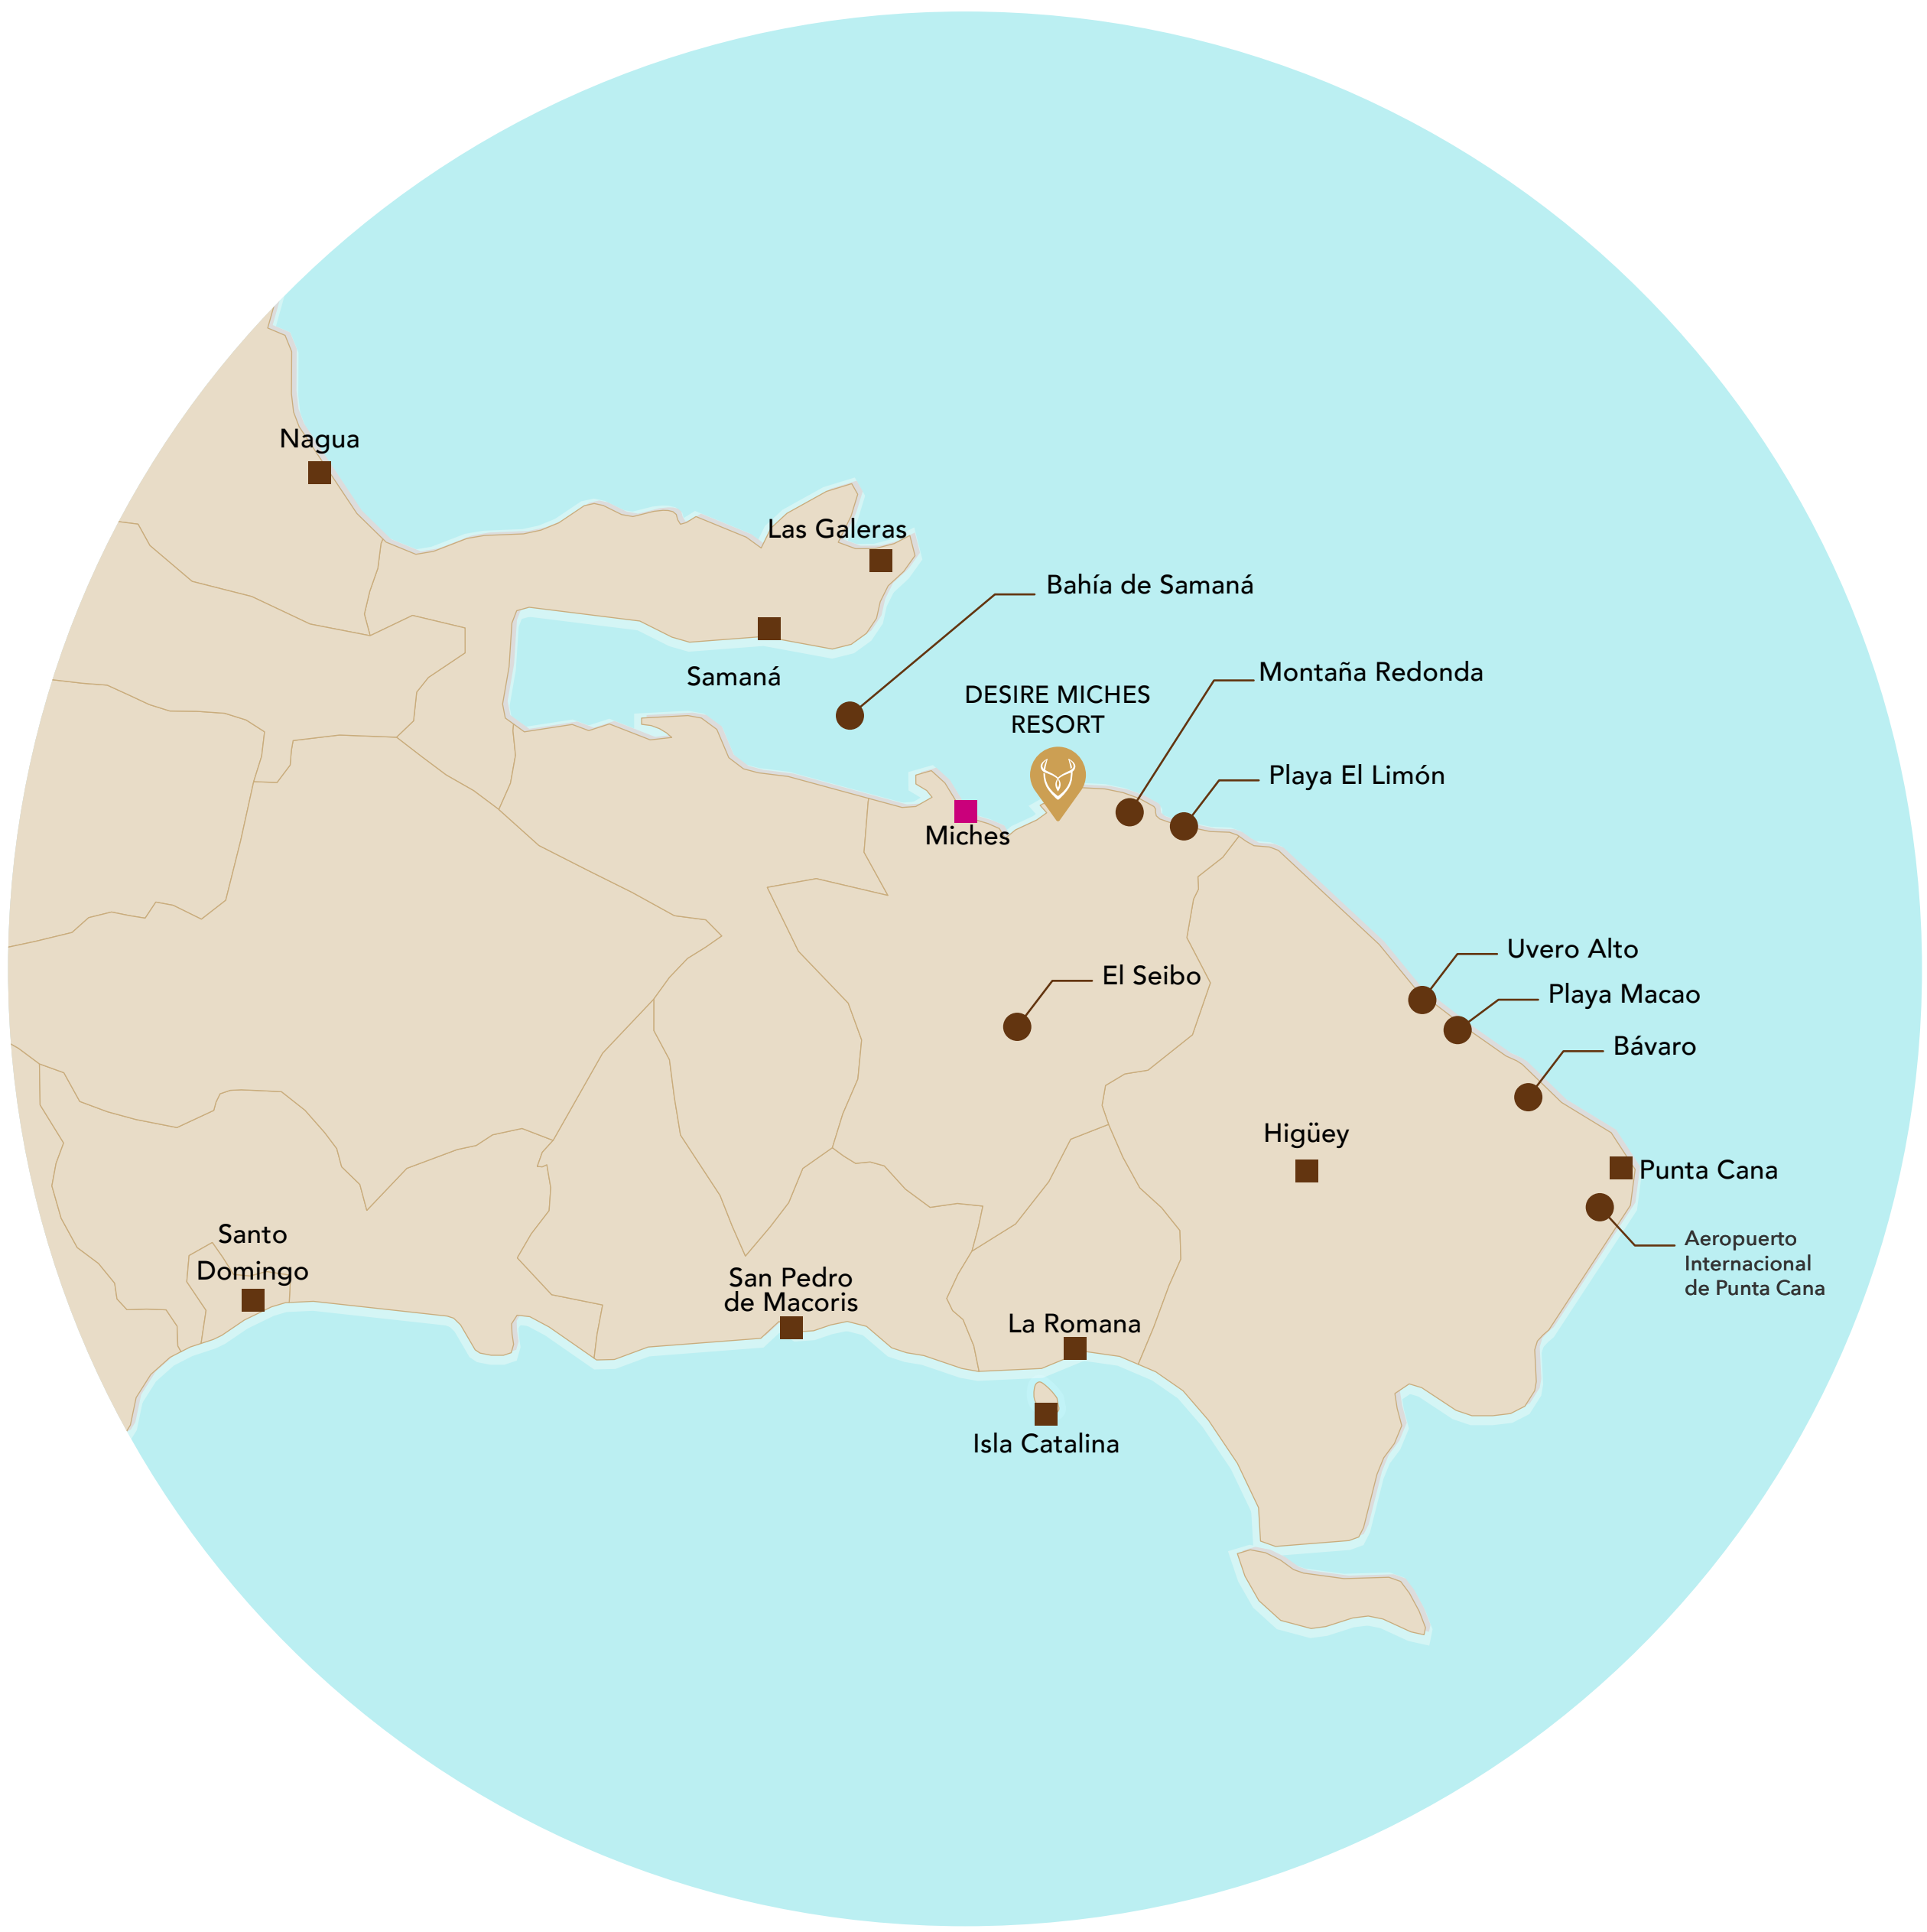 Nagua
Las Galeras
Bahía de Samaná
Samaná
Montaña Redonda
DESIRE MICHES
RESORT
Playa El Limón
Miches
Uvero Alto
El Seibo
Playa Macao
Bávaro
Higüey
Punta Cana
Aeropuerto
Internacional
de Punta Cana
Santo
Domingo
San Pedro
de Macoris
La Romana
Isla Catalina